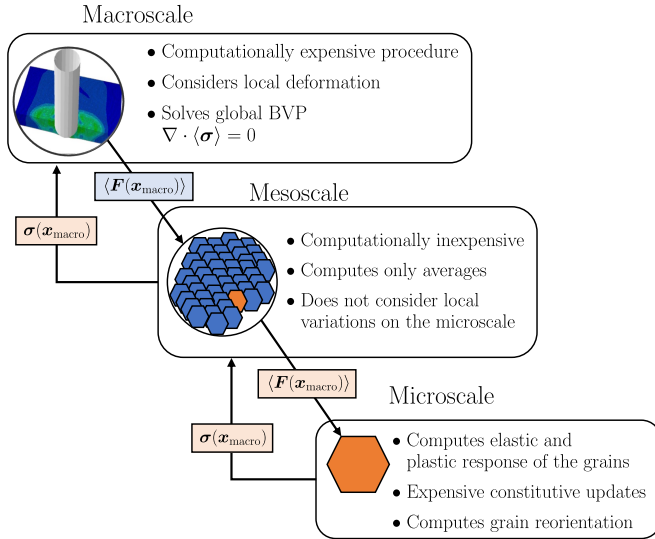 Macroscale
• Computationally expensive procedure
• Considers local deformation
• Solves global BVP
∇ · ⟨σ⟩ = 0
⟨F(x_macro)⟩
σ(x_macro)
Mesoscale
• Computationally inexpensive
• Computes only averages
• Does not consider local
variations on the microscale
⟨F(x_macro)⟩
σ(x_macro)
Microscale
• Computes elastic and
plastic response of the grains
• Expensive constitutive updates
• Computes grain reorientation